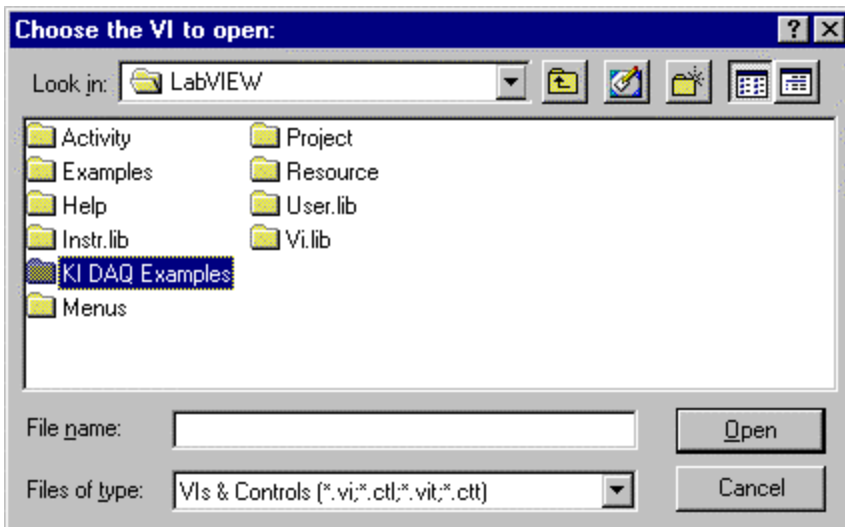 Choose the VI to open:
Look in: LabVIEW
Activity Project
Examples Resource
Help User.lib
Instr.lib Vi.lib
KI DAQ Examples
Menus
File name: Open
Files of type: VIs & Controls (*.vi;*.ctl;*.vit;*.ctt) Cancel